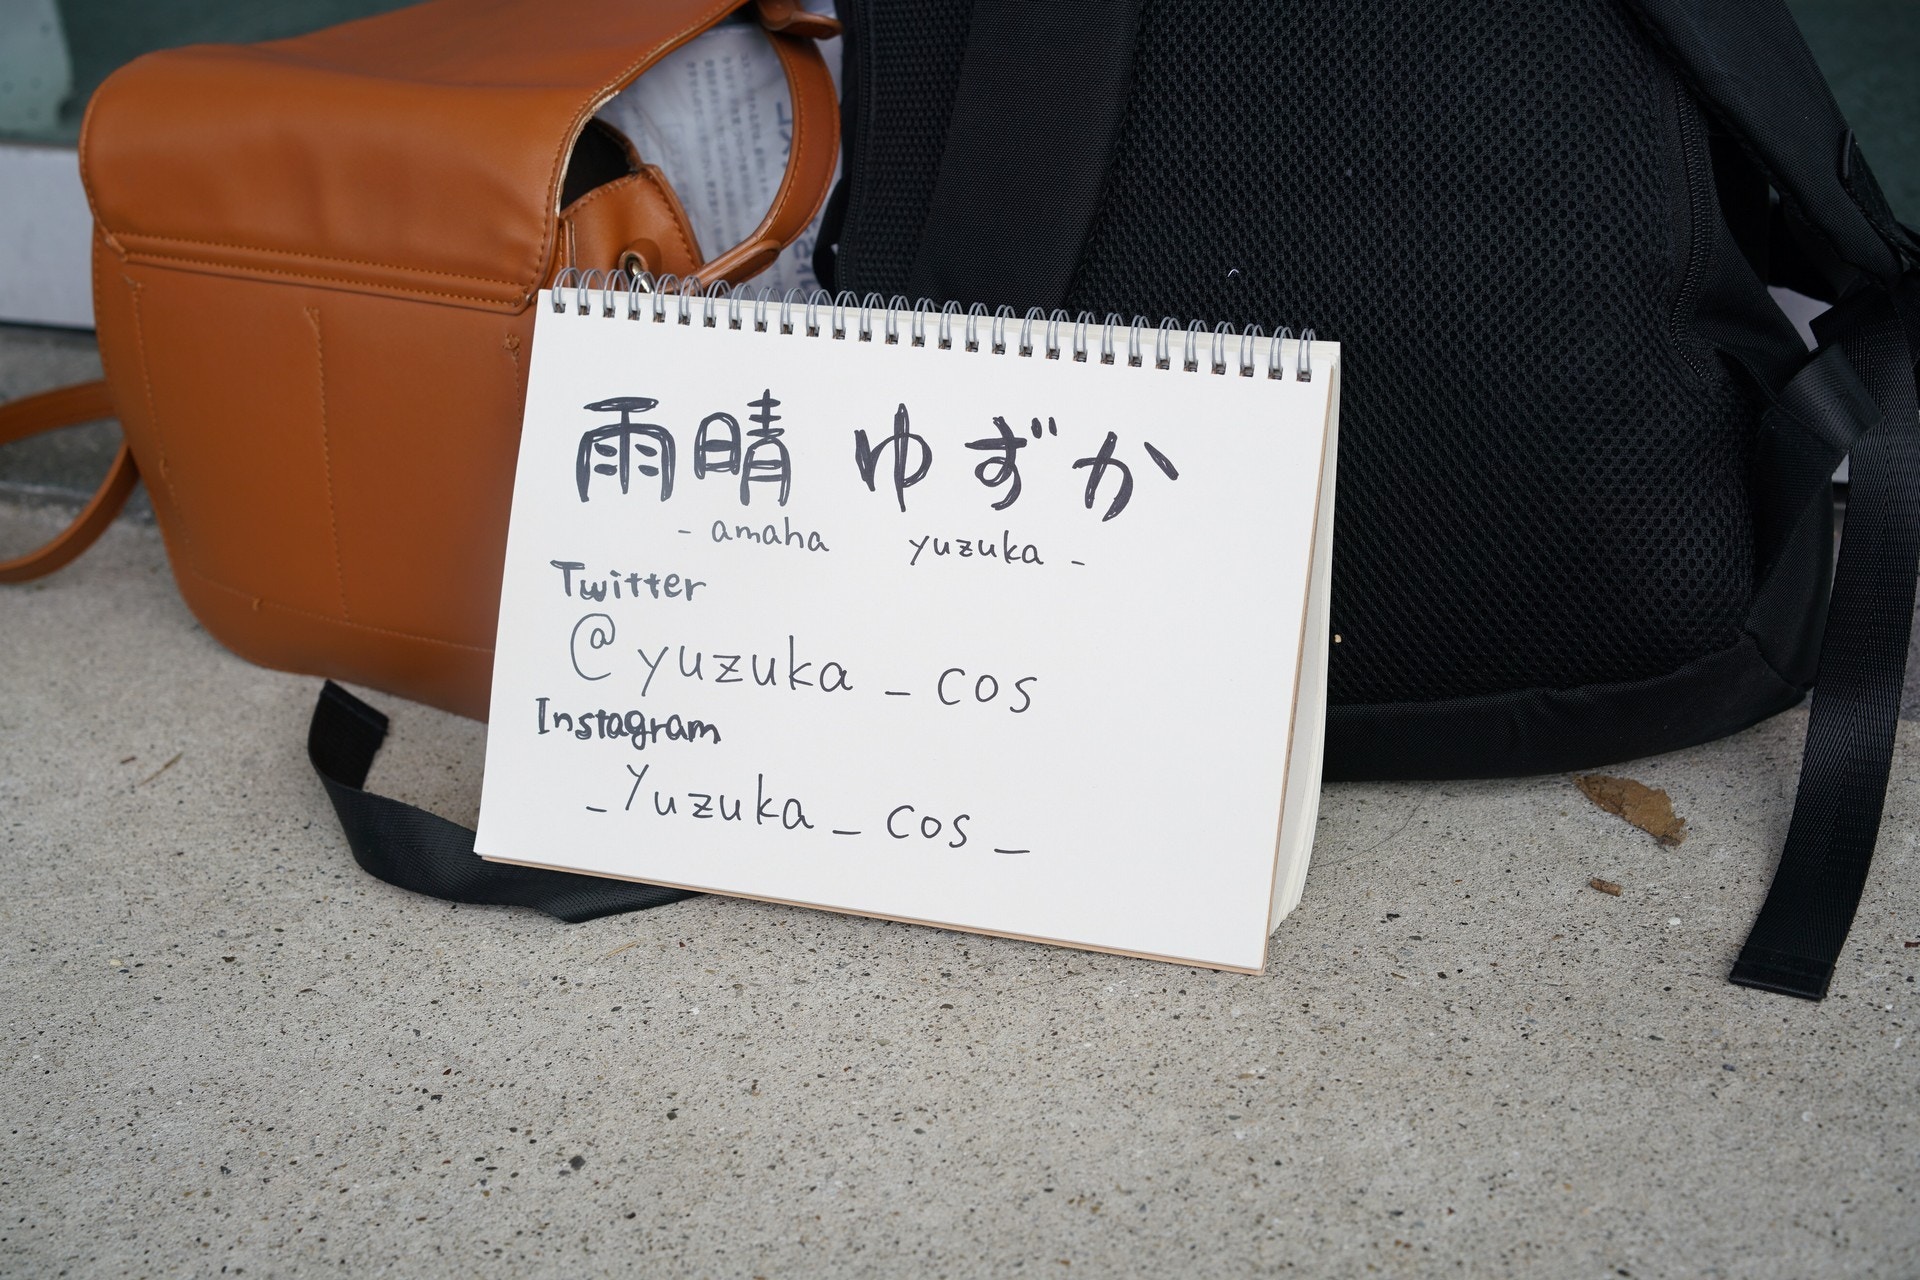 雨晴 ゆずか
- amaha yuzuka -
Twitter
@yuzuka_cos
Instagram
_yuzuka_cos_